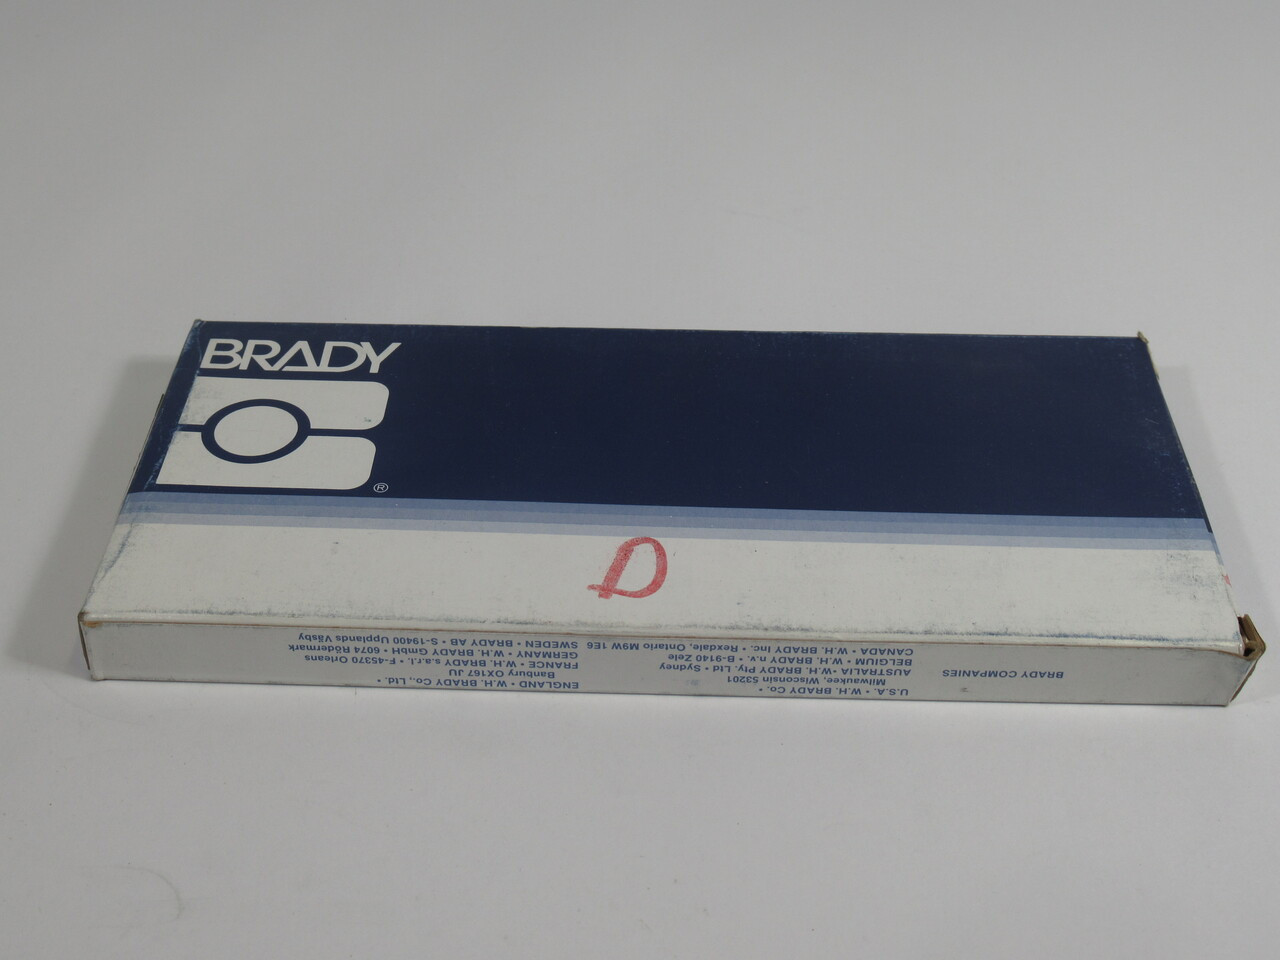 BRADY
®
D
BRADY COMPANIES
U.S.A. • W.H. BRADY Co. •
Milwaukee, Wisconsin 53201
AUSTRALIA • W.H. BRADY Pty. Ltd • Sydney
BELGIUM • W.H. BRADY n.v. • B-9140 Zele
CANADA • W.H. BRADY Inc. • Rexdale, Ontario M9W 1E6
ENGLAND • W.H. BRADY Co., Ltd. •
Banbury OX167 JU
FRANCE • W.H. BRADY s.a.r.l. • F-45370 Orleans
GERMANY • W.H. BRADY GmbH • 6074 Rödermark
SWEDEN • BRADY AB • S-19400 Upplands Väsby